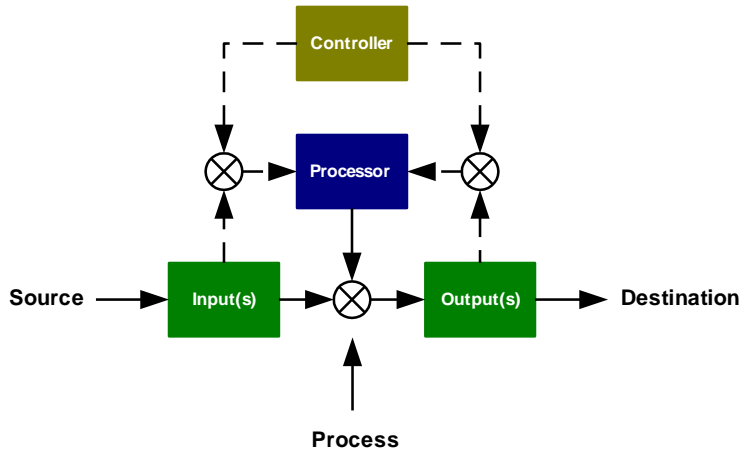 Controller
Processor
Source
Input(s)
Output(s)
Destination
Process